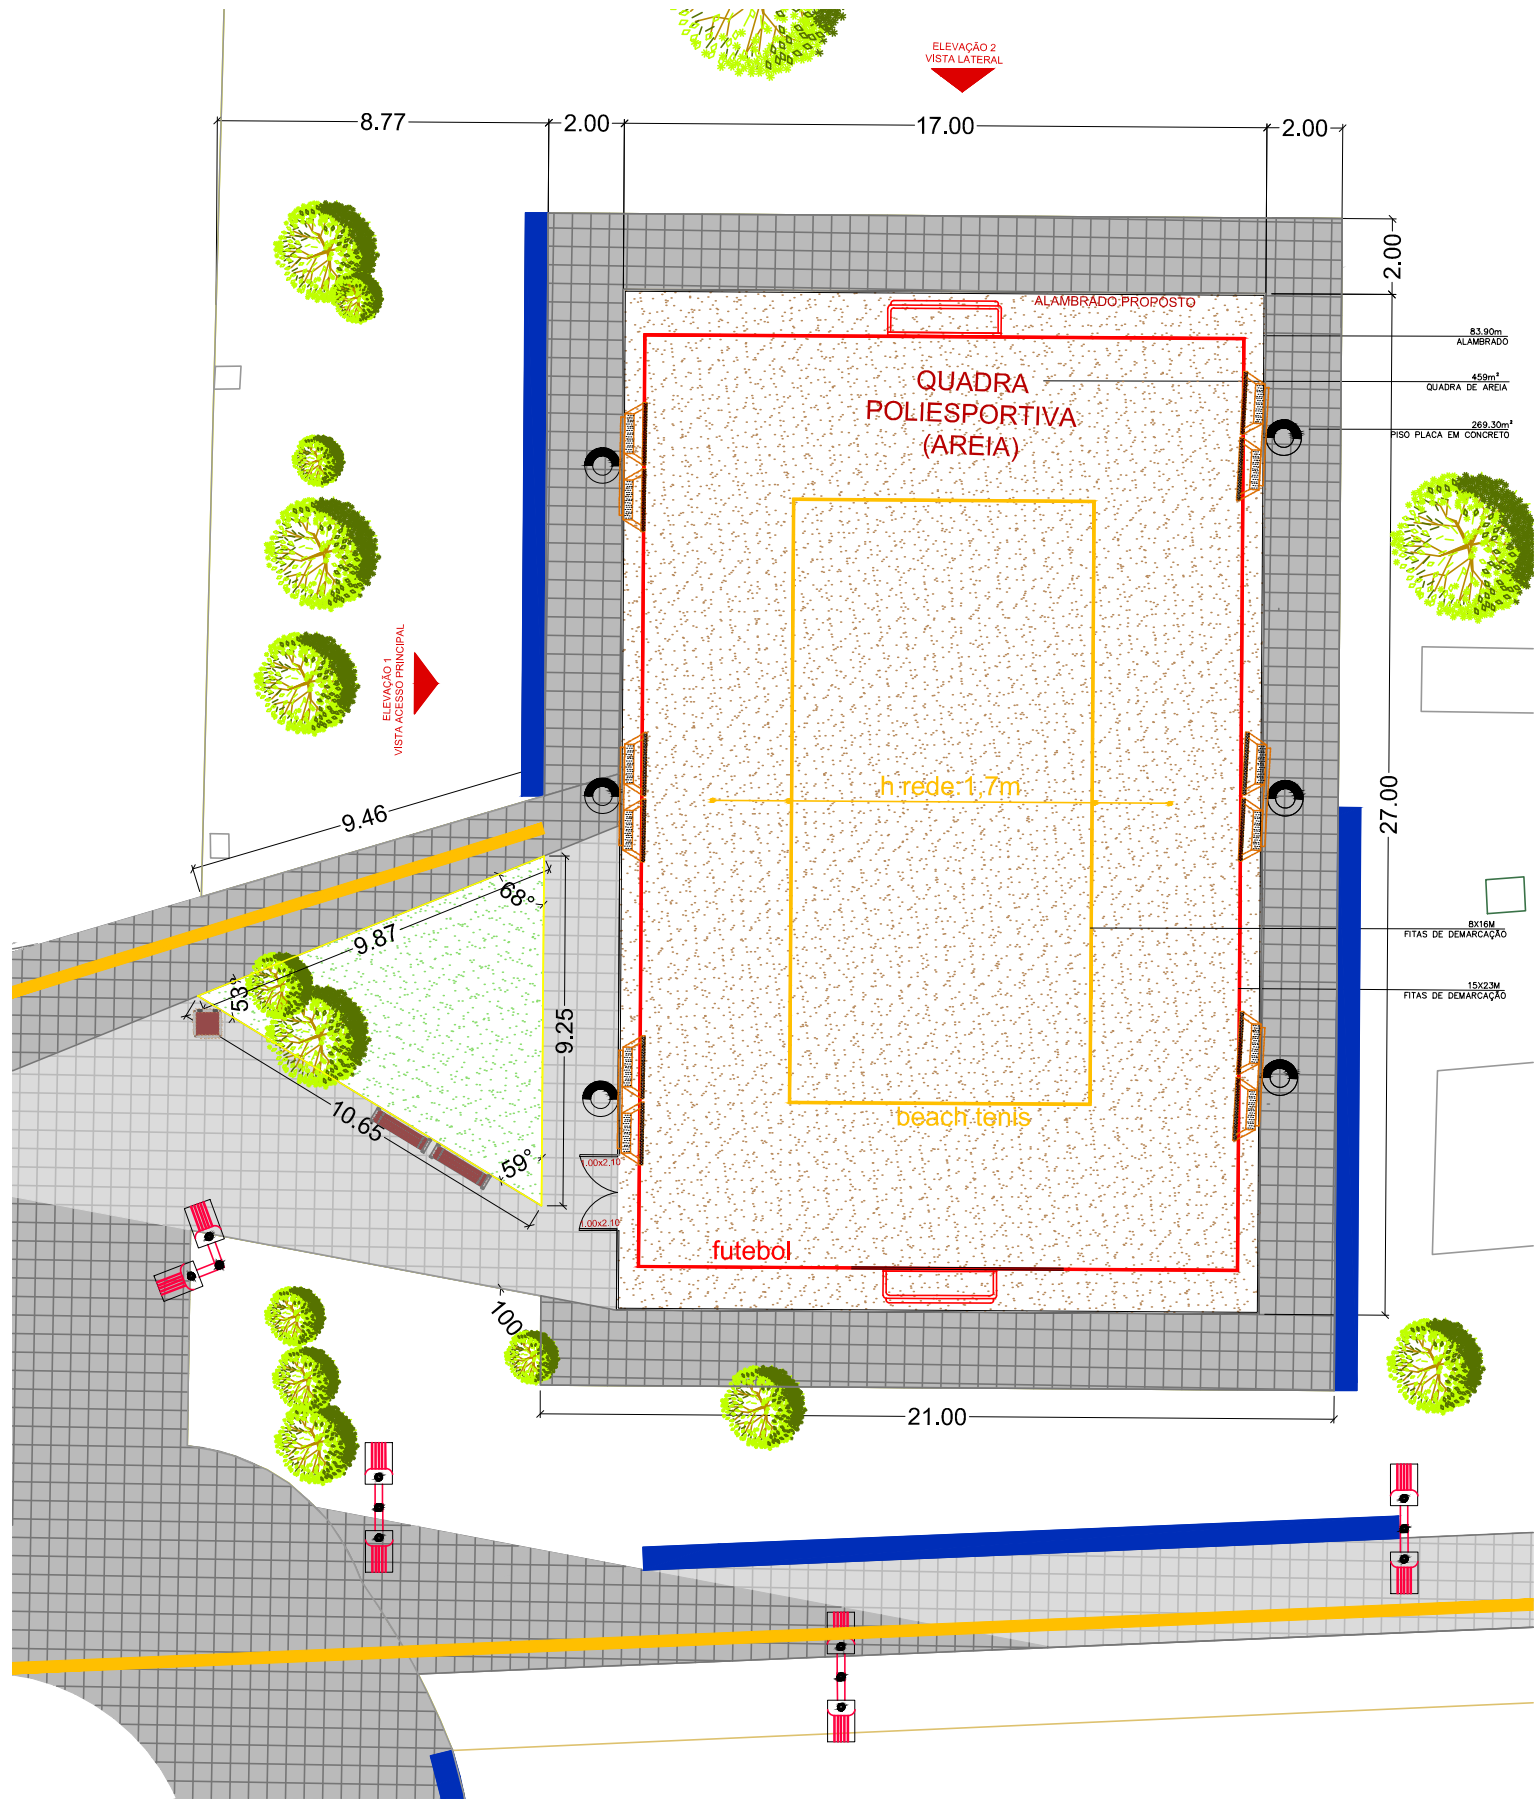 ELEVAÇÃO 2
VISTA LATERAL
8.77
2.00
17.00
2.00
2.00
ALAMBRADO PROPOSTO
83.90m
ALAMBRADO
QUADRA
POLIESPORTIVA
(AREIA)
459m²
QUADRA DE AREIA
269.30m²
PISO PLACA EM CONCRETO
ELEVAÇÃO 1
VISTA ACESSO PRINCIPAL
h rede:1,7m
27.00
9.46
68°
9.87
8X16M
FITAS DE DEMARCAÇÃO
53°
15X23M
FITAS DE DEMARCAÇÃO
9.25
10.65
beach tenis
59°
1.00x2.10
1.00x2.10
futebol
100
21.00